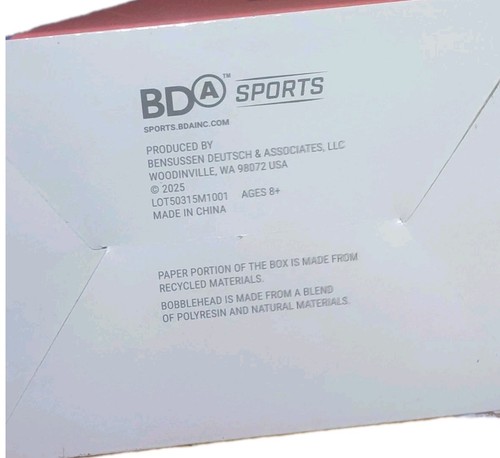 BDA™ SPORTS
SPORTS.BDAINC.COM
PRODUCED BY
BENSUSSEN DEUTSCH & ASSOCIATES, LLC
WOODINVILLE, WA 98072 USA
© 2025
LOT50315M1001 AGES 8+
MADE IN CHINA
PAPER PORTION OF THE BOX IS MADE FROM
RECYCLED MATERIALS.
BOBBLEHEAD IS MADE FROM A BLEND
OF POLYRESIN AND NATURAL MATERIALS.